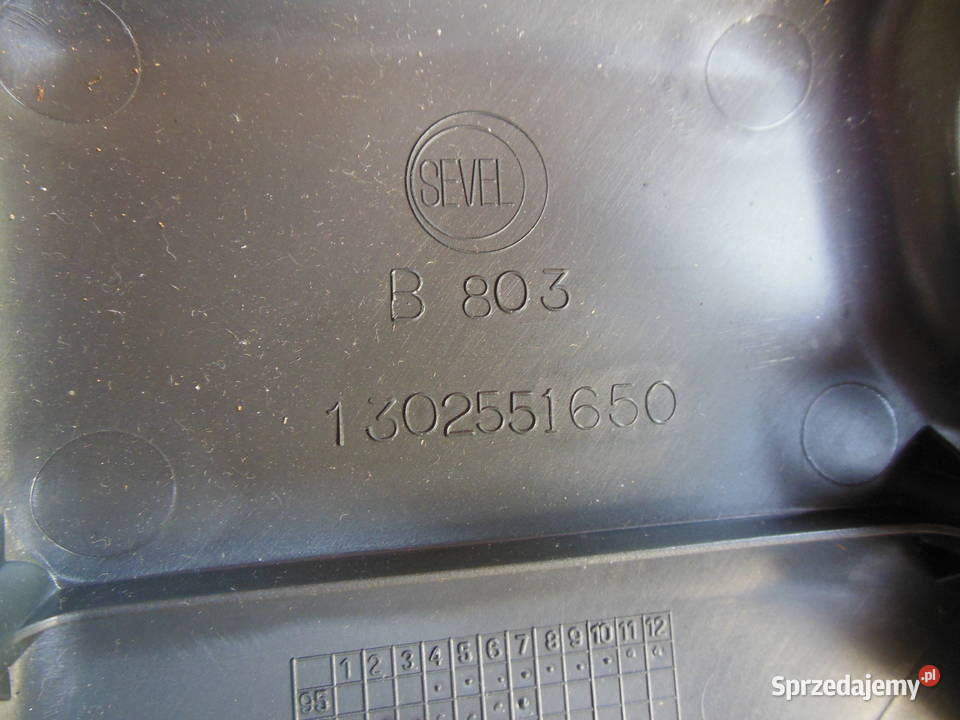 SEVEL
B 803
1302551650
1 2 3 4 5 6 7 8 9 10 11 12
95
Sprzedajemy.pl